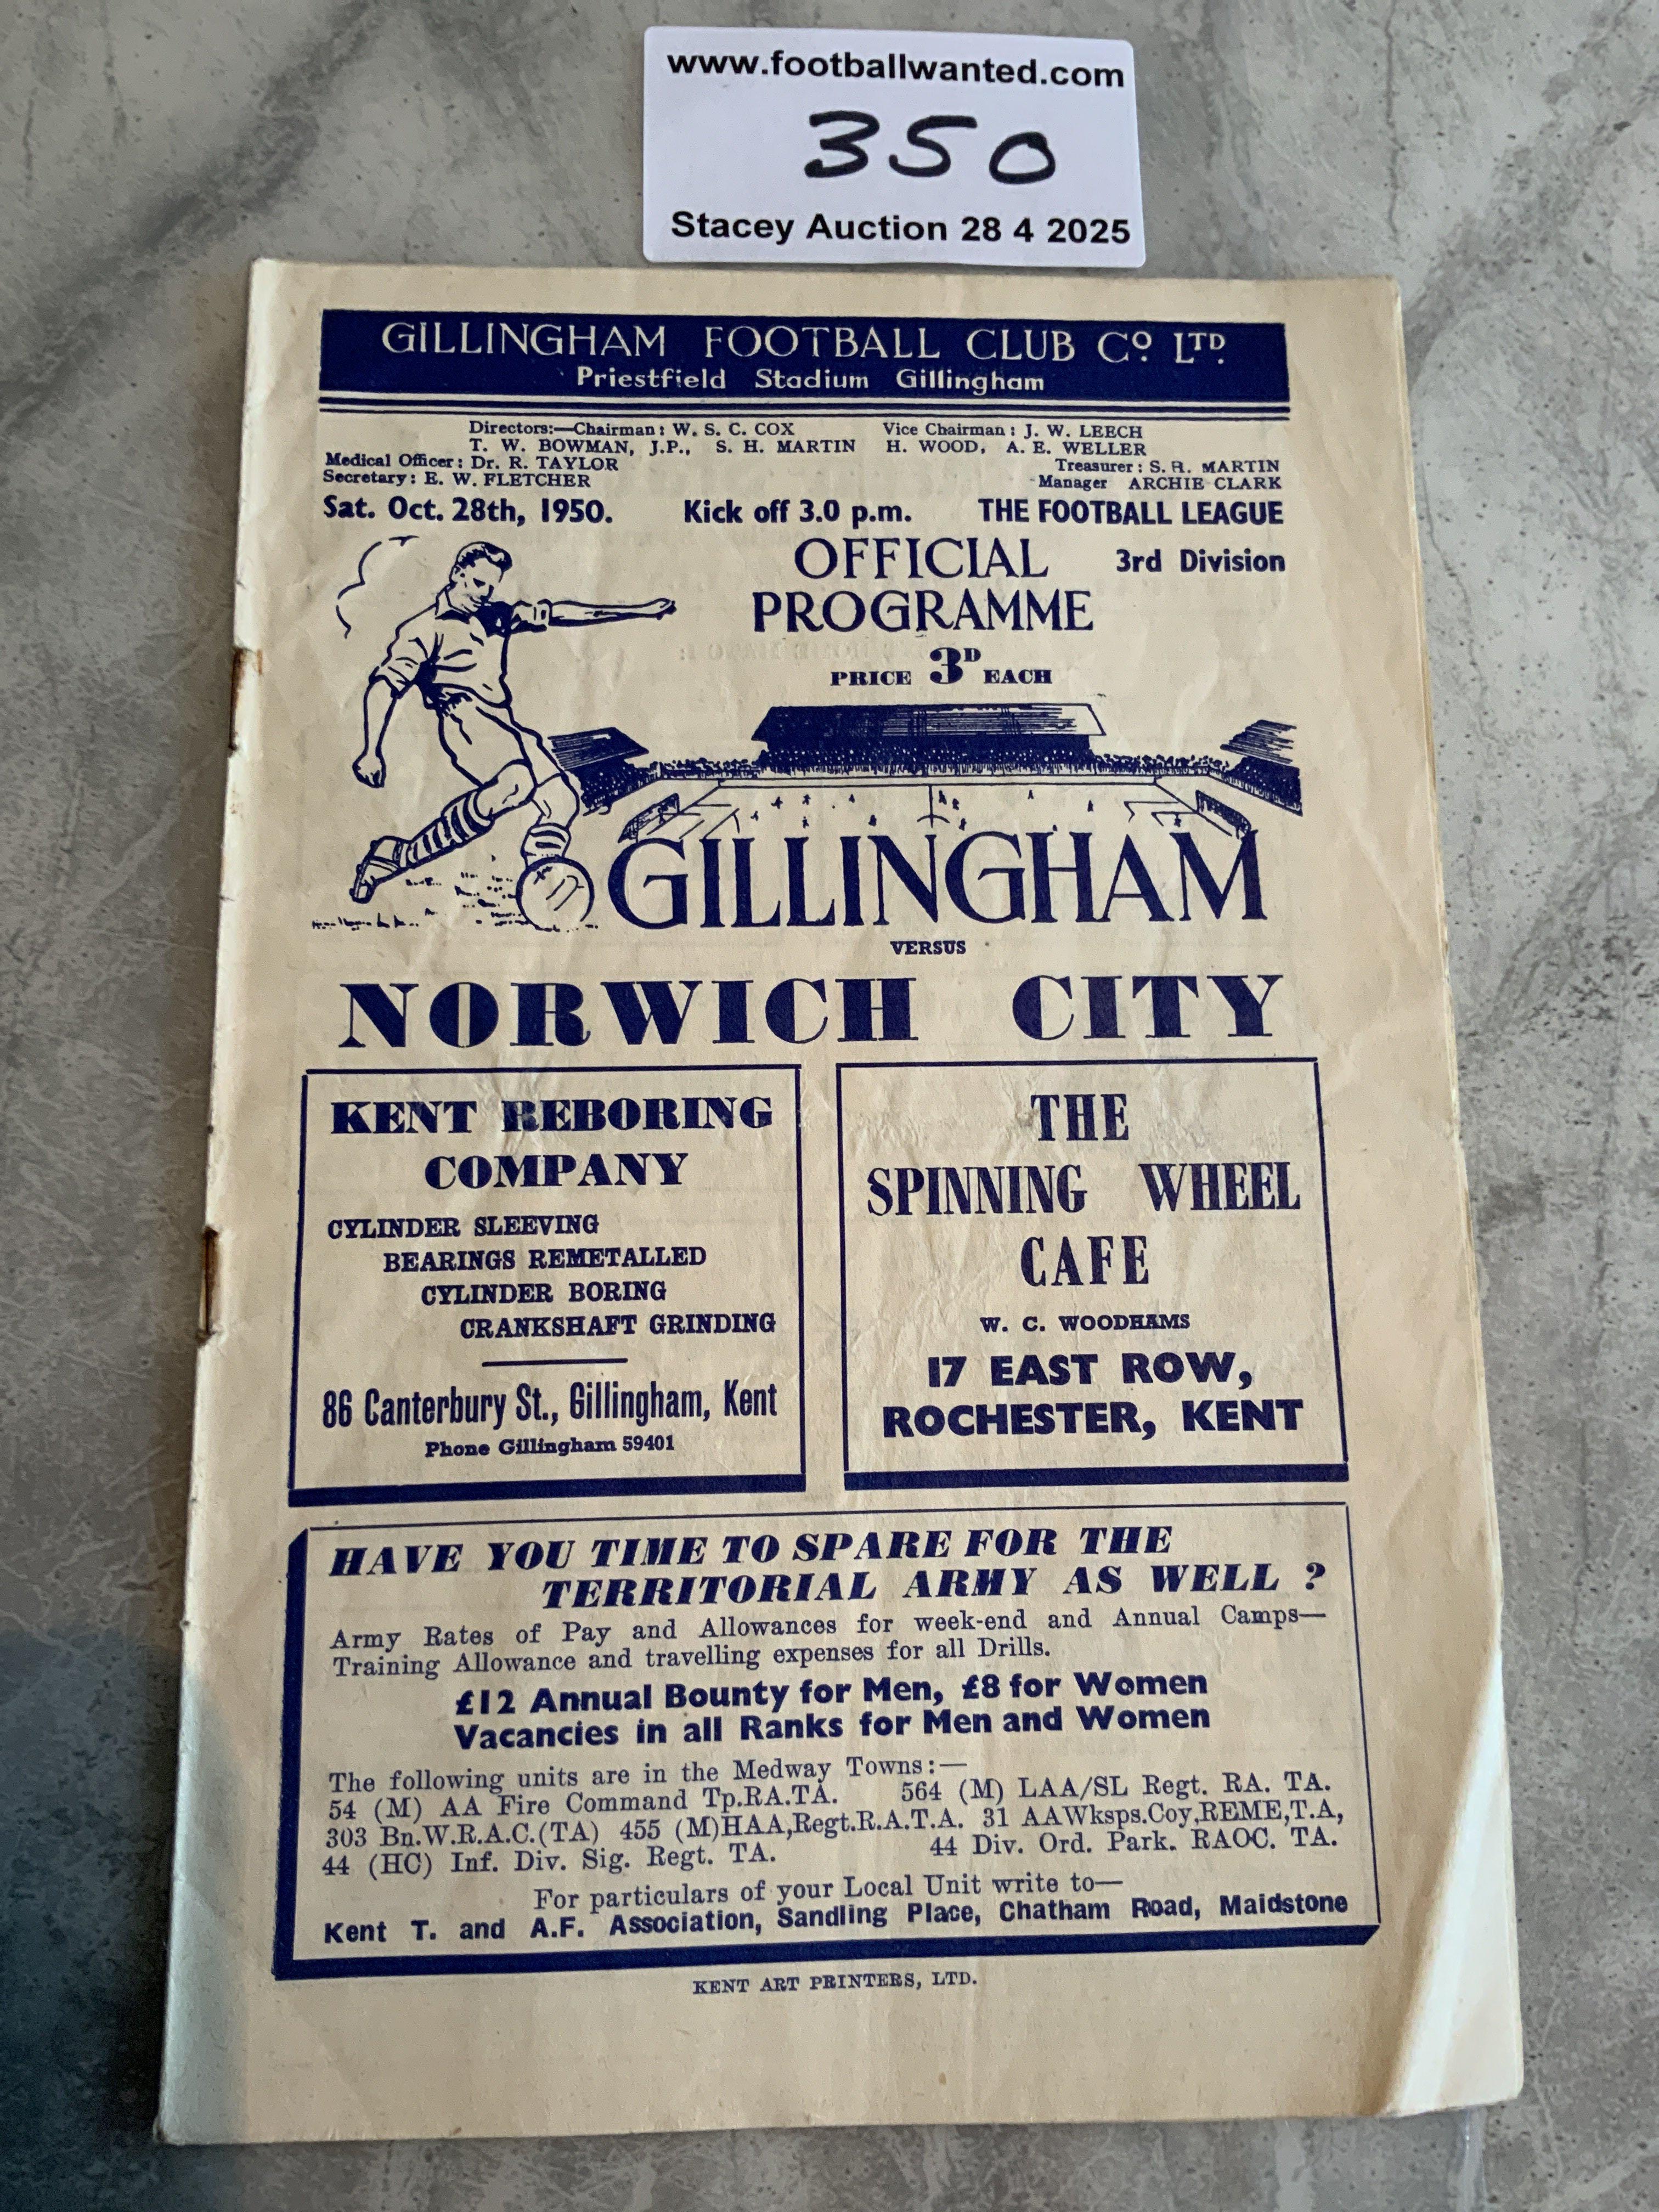 www.footballwanted.com
350
Stacey Auction 28 4 2025
GILLINGHAM FOOTBALL CLUB Cº LTD.
Priestfield Stadium Gillingham
Directors:—Chairman: W. S. C. COX Vice Chairman: J. W. LEECH
T. W. BOWMAN, J.P., S. H. MARTIN H. WOOD, A. E. WELLER
Medical Officer: Dr. R. TAYLOR Treasurer: S. H. MARTIN
Secretary: E. W. FLETCHER Manager ARCHIE CLARK
Sat. Oct. 28th, 1950. Kick off 3.0 p.m. THE FOOTBALL LEAGUE
OFFICIAL 3rd Division
PROGRAMME
PRICE 3D EACH
GILLINGHAM
VERSUS
NORWICH CITY
KENT REBORING
COMPANY
CYLINDER SLEEVING
BEARINGS REMETALLED
CYLINDER BORING
CRANKSHAFT GRINDING
86 Canterbury St., Gillingham, Kent
Phone Gillingham 59401
THE
SPINNING WHEEL
CAFE
W. C. WOODHAMS
17 EAST ROW,
ROCHESTER, KENT
HAVE YOU TIME TO SPARE FOR THE
TERRITORIAL ARMY AS WELL ?
Army Rates of Pay and Allowances for week-end and Annual Camps—
Training Allowance and travelling expenses for all Drills.
£12 Annual Bounty for Men, £8 for Women
Vacancies in all Ranks for Men and Women
The following units are in the Medway Towns:—
54 (M) AA Fire Command Tp.RA.TA. 564 (M) LAA/SL Regt. RA. TA.
303 Bn.W.R.A.C.(TA) 455 (M)HAA,Regt.R.A.T.A. 31 AAWksps.Coy,REME,T.A,
44 (HC) Inf. Div. Sig. Regt. TA. 44 Div. Ord. Park. RAOC. TA.
For particulars of your Local Unit write to—
Kent T. and A.F. Association, Sandling Place, Chatham Road, Maidstone
KENT ART PRINTERS, LTD.